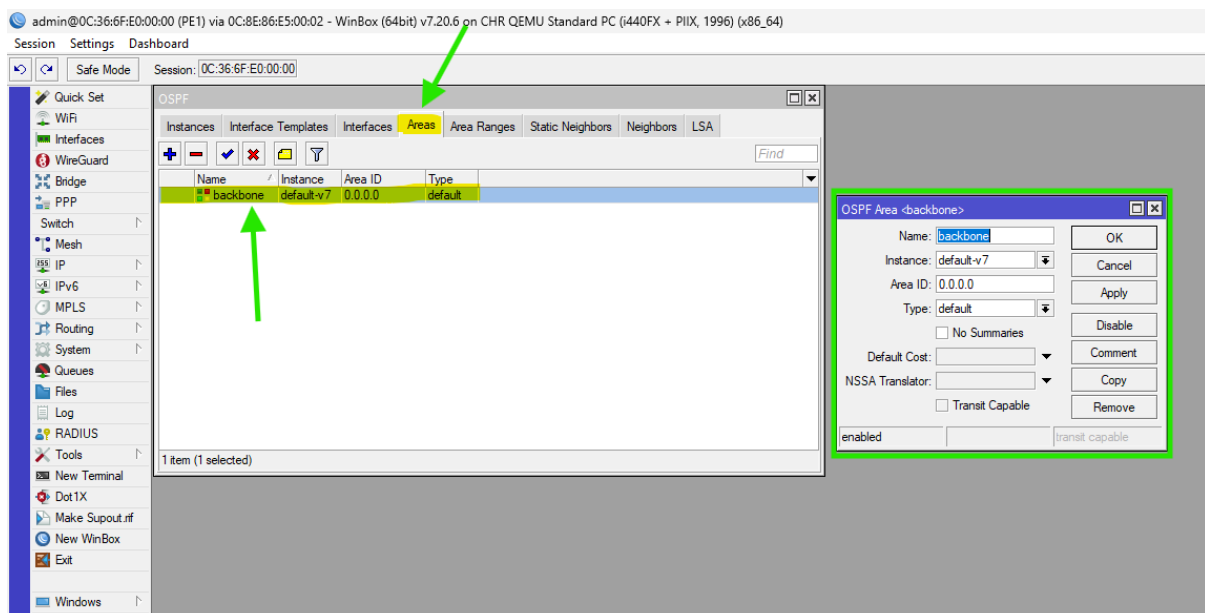 admin@0C:36:6F:E0:00:00 (PE1) via 0C:8E:86:E5:00:02 - WinBox (64bit) v7.20.6 on CHR QEMU Standard PC (i440FX + PIIX, 1996) (x86_64)
Session Settings Dashboard
Safe Mode Session: 0C:36:6F:E0:00:00
Quick Set
WiFi
Interfaces
WireGuard
Bridge
PPP
Switch
Mesh
IP
IPv6
MPLS
Routing
System
Queues
Files
Log
RADIUS
Tools
New Terminal
Dot1X
Make Supout.rif
New WinBox
Exit
Windows
OSPF
Instances Interface Templates Interfaces Areas Area Ranges Static Neighbors Neighbors LSA
Find
Name Instance Area ID Type
backbone default-v7 0.0.0.0 default
1 item (1 selected)
OSPF Area <backbone>
Name: backbone
Instance: default-v7
Area ID: 0.0.0.0
Type: default
No Summaries
Default Cost:
NSSA Translator:
Transit Capable
OK
Cancel
Apply
Disable
Comment
Copy
Remove
enabled transit capable